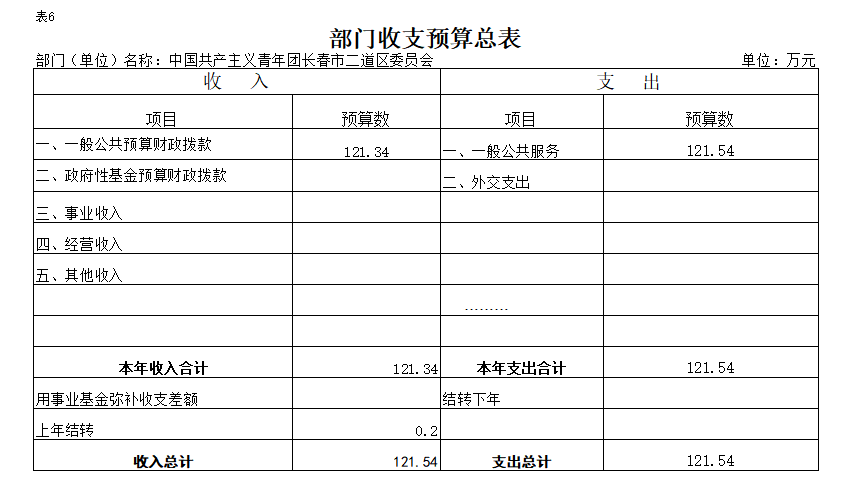 表6
部门收支预算总表
部门（单位）名称：中国共产主义青年团长春市二道区委员会 单位：万元
收 入 支 出
项目 预算数 项目 预算数
一、一般公共预算财政拨款 121.34 一、一般公共服务 121.54
二、政府性基金预算财政拨款 二、外交支出
三、事业收入
四、经营收入
五、其他收入
………
本年收入合计 121.34 本年支出合计 121.54
用事业基金弥补收支差额 结转下年
上年结转 0.2
收入总计 121.54 支出总计 121.54